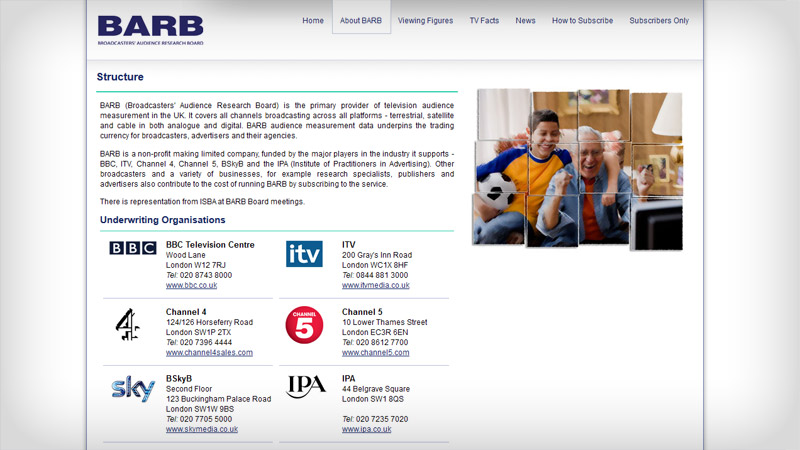 BARB
BROADCASTERS' AUDIENCE RESEARCH BOARD
Home
About BARB
Viewing Figures
TV Facts
News
How to Subscribe
Subscribers Only
Structure
BARB (Broadcasters' Audience Research Board) is the primary provider of television audience
measurement in the UK. It covers all channels broadcasting across all platforms - terrestrial, satellite
and cable in both analogue and digital. BARB audience measurement data underpins the trading
currency for broadcasters, advertisers and their agencies.
BARB is a non-profit making limited company, funded by the major players in the industry it supports -
BBC, ITV, Channel 4, Channel 5, BSkyB and the IPA (Institute of Practitioners in Advertising). Other
broadcasters and a variety of businesses, for example research specialists, publishers and
advertisers also contribute to the cost of running BARB by subscribing to the service.
There is representation from ISBA at BARB Board meetings.
Underwriting Organisations
BBC
BBC Television Centre
Wood Lane
London W12 7RJ
Tel: 020 8743 8000
www.bbc.co.uk
itv
ITV
200 Gray's Inn Road
London WC1X 8HF
Tel: 0844 881 3000
www.itvmedia.co.uk
4
Channel 4
124/126 Horseferry Road
London SW1P 2TX
Tel: 020 7396 4444
www.channel4sales.com
CHANNEL
5
Channel 5
10 Lower Thames Street
London EC3R 6EN
Tel: 020 8612 7700
www.channel5.com
sky
BSkyB
Second Floor
123 Buckingham Palace Road
London SW1W 9BS
Tel: 020 7705 5000
www.skymedia.co.uk
IPA
IPA
44 Belgrave Square
London SW1 8QS
Tel: 020 7235 7020
www.ipa.co.uk